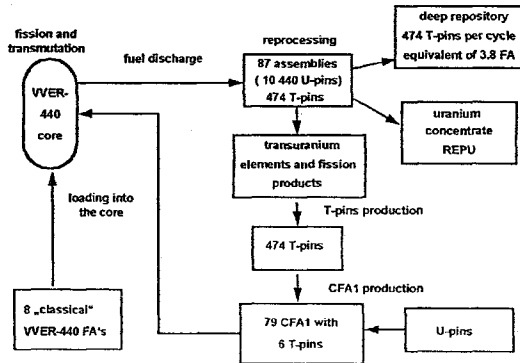 fission and
transmutation
VVER-
440
core
fuel discharge
reprocessing
87 assemblies
( 10 440 U-pins)
474 T-pins
deep repository
474 T-pins per cycle
equivalent of 3.8 FA
uranium
concentrate
REPU
transuranium
elements and fission
products
loading into
the core
T-pins production
474 T-pins
CFA1 production
8 „classical“
VVER-440 FA's
79 CFA1 with
6 T-pins
U-pins